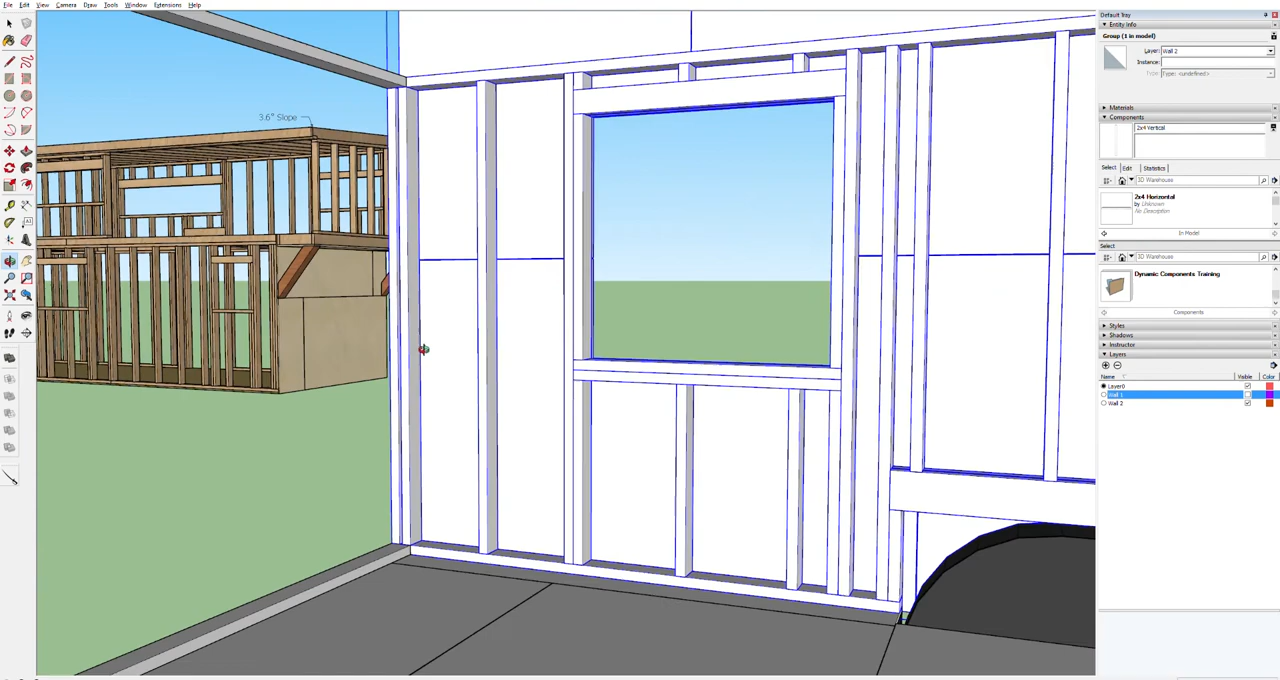 File Edit View Camera Draw Tools Window Extensions Help
Default Tray
Entity Info
Group (1 in model)
Layer: Wall 2
Instance:
Type: Type: <undefined>
3.6" Slope
Materials
Components
2x4 Vertical
Select Edit Statistics
3D Warehouse
2x4 Horizontal
by Unknown
No Description
In Model
Select
3D Warehouse
Dynamic Components Training
Components
Styles
Shadows
Instructor
Layers
Name Visible Color
Layer0
Wall 1
Wall 2